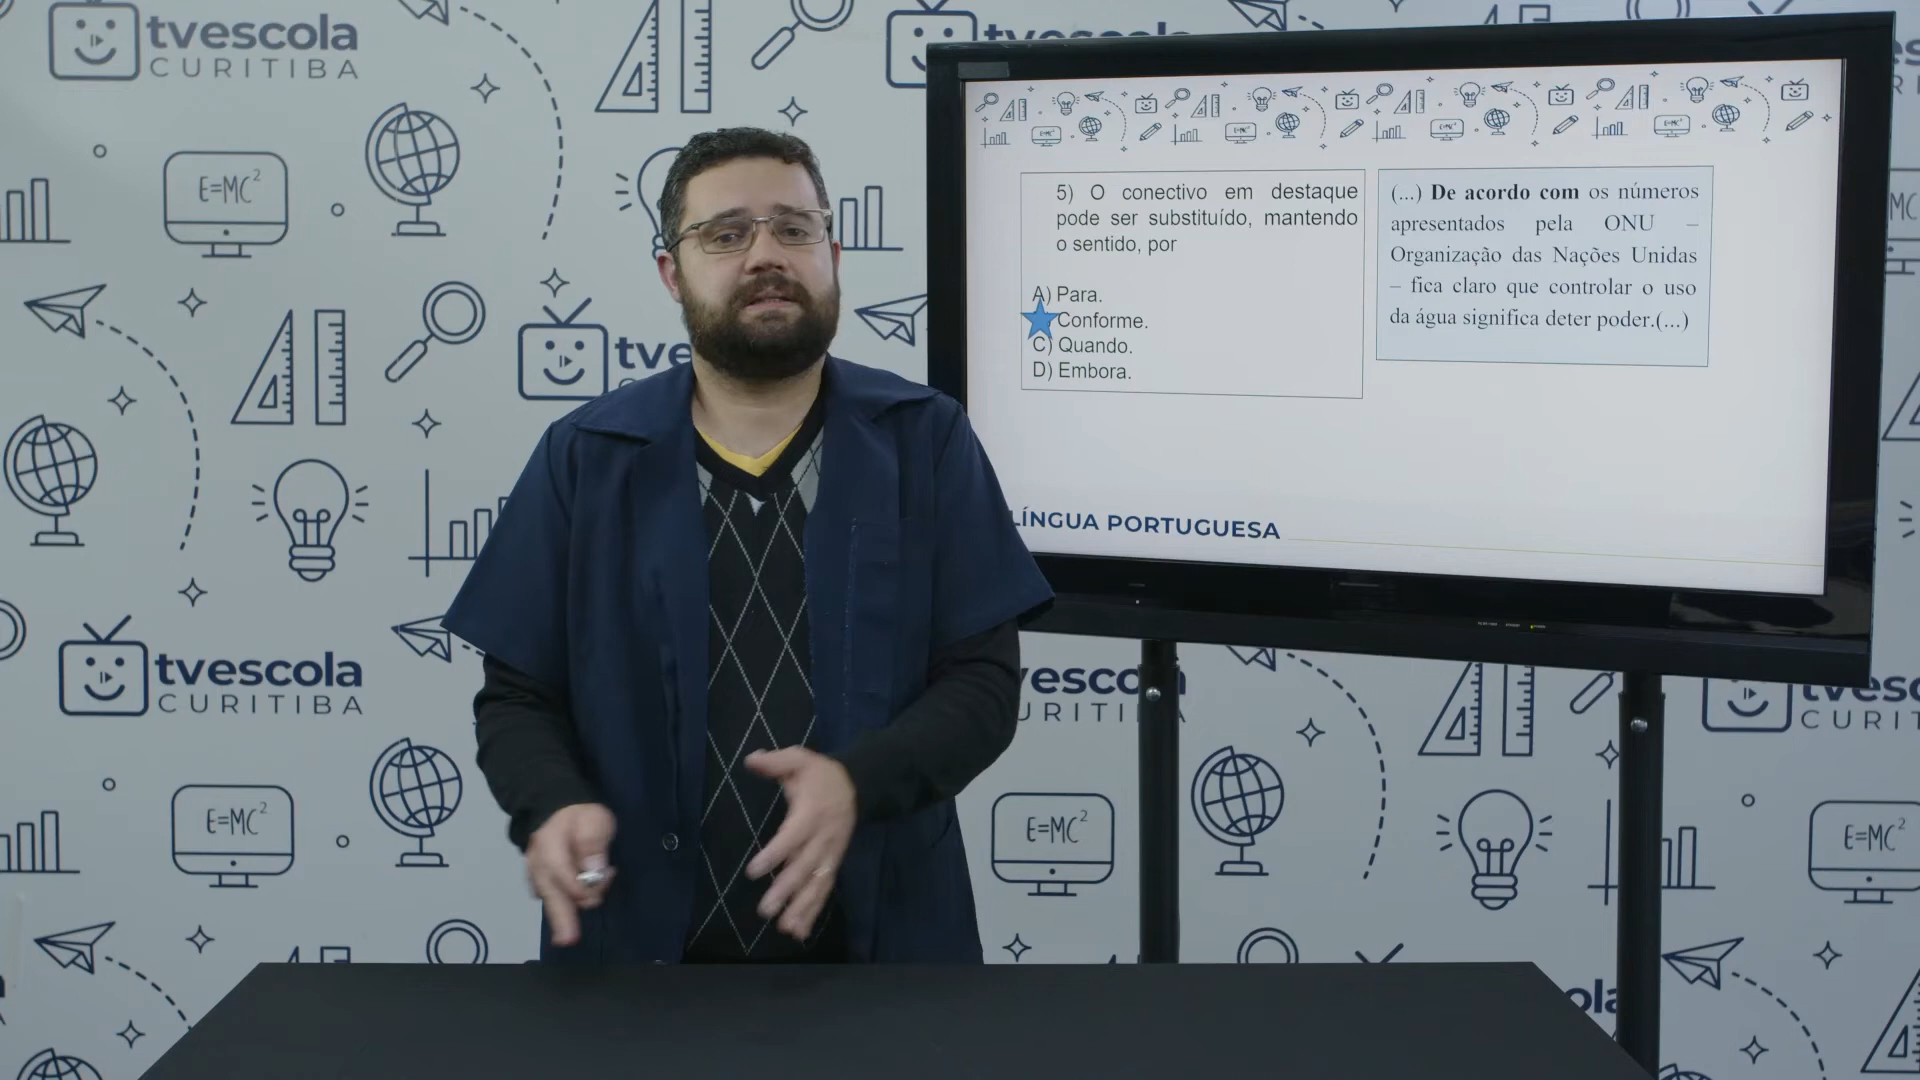 tvescola
CURITIBA
E=MC²
tvescola
CURITIBA
E=MC²
5) O conectivo em destaque
pode ser substituído, mantendo
o sentido, por
A) Para.
Conforme.
C) Quando.
D) Embora.
(...) De acordo com os números
apresentados pela ONU –
Organização das Nações Unidas
– fica claro que controlar o uso
da água significa deter poder.(...)
LÍNGUA PORTUGUESA
E=MC²
E=MC²